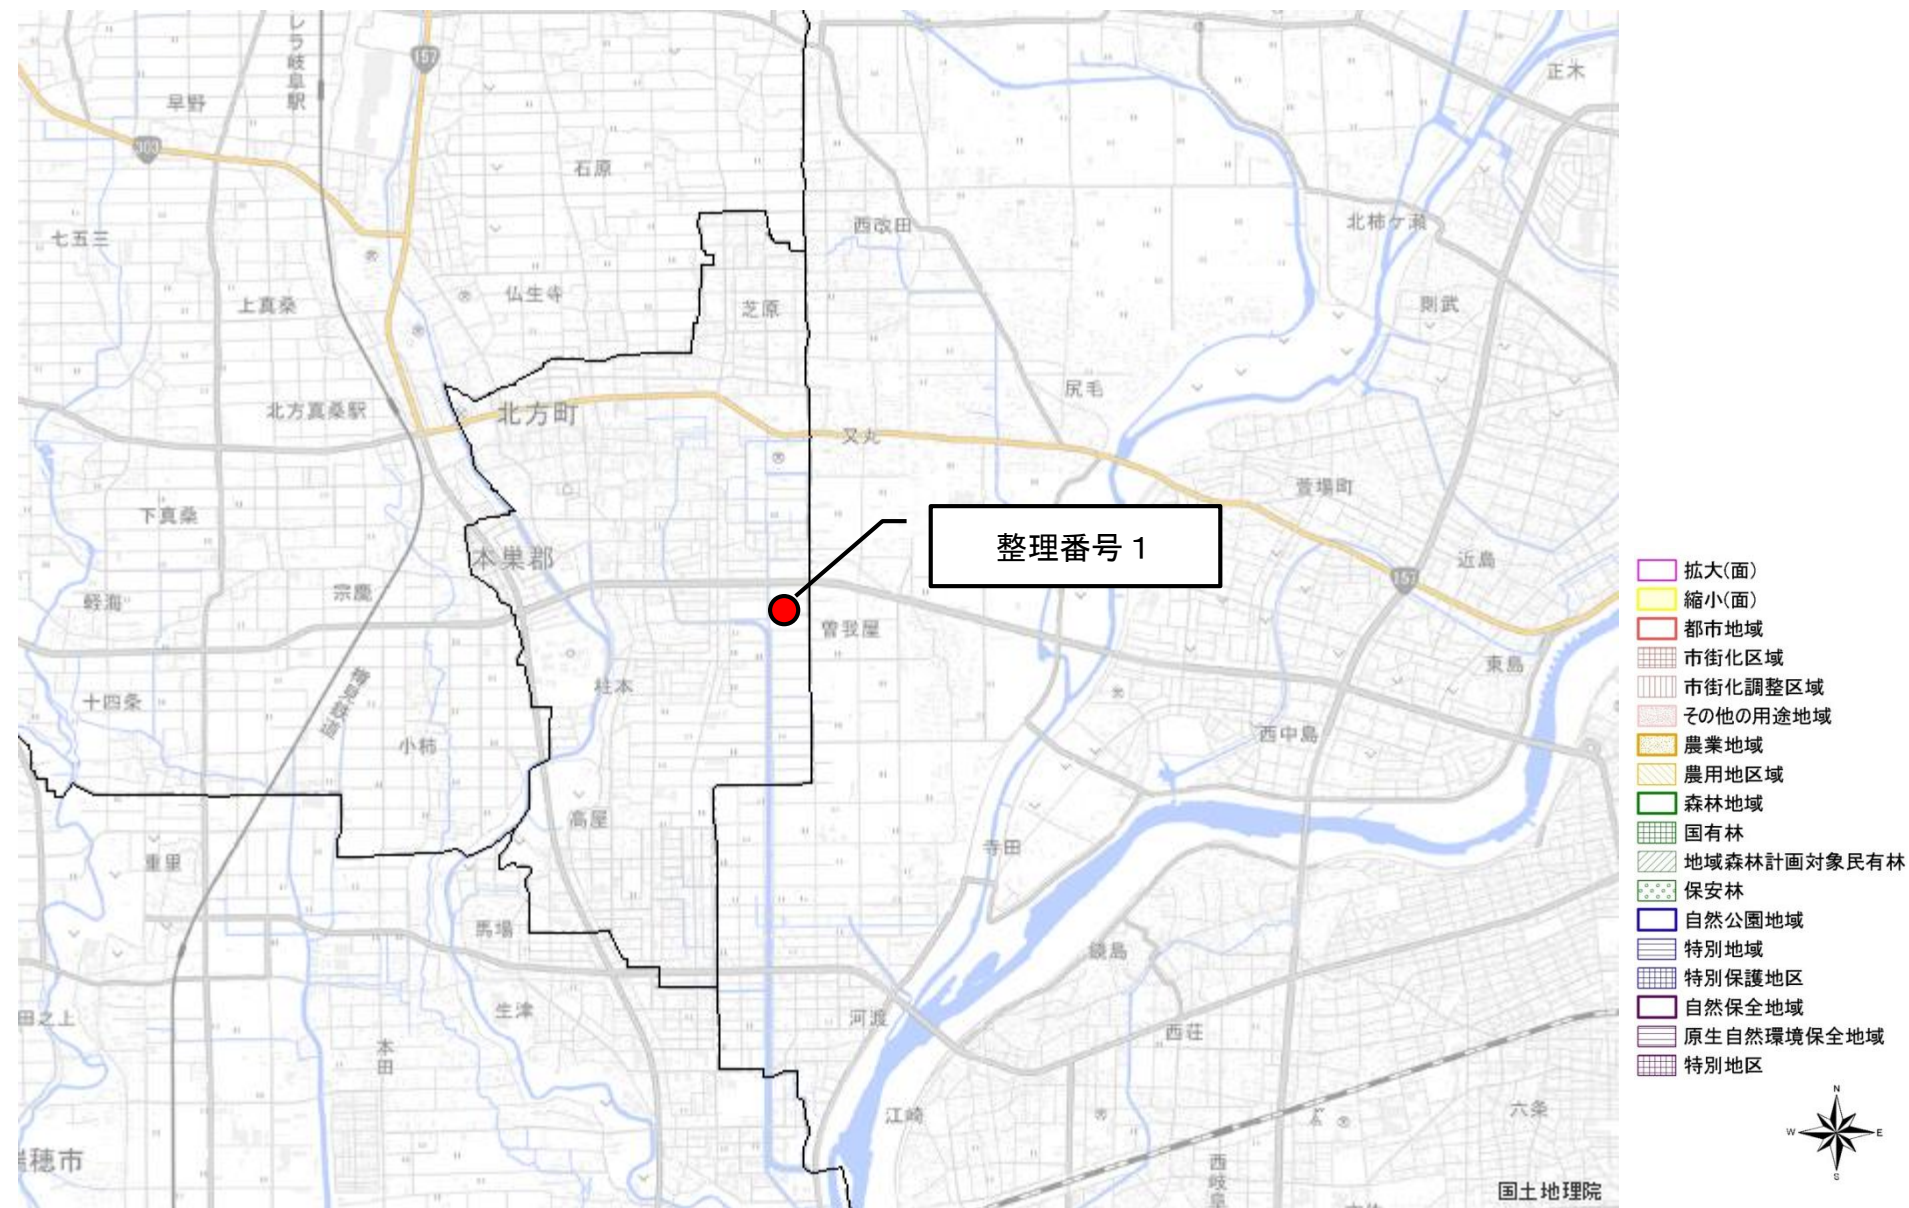 レラ岐阜駅
157
正木
早野
303
石原
西改田
北柿ケ瀬
七五三
上真桑
仏生寺
芝原
則武
尻毛
北方真桑駅
北方町
又丸
萱場町
下真桑
整理番号1
本巣郡
近島
宗慶
157
軽海
曽我屋
東島
柱本
十四条
樽見鉄道
小柿
西中島
高屋
寺田
重里
馬場
鏡島
生津
河渡
田之上
西荘
本田
江崎
六条
穂市
西岐阜
国土地理院
拡大(面)
縮小(面)
都市地域
市街化区域
市街化調整区域
その他の用途地域
農業地域
農用地区域
森林地域
国有林
地域森林計画対象民有林
保安林
自然公園地域
特別地域
特別保護地区
自然保全地域
原生自然環境保全地域
特別地区
N
W
E
S